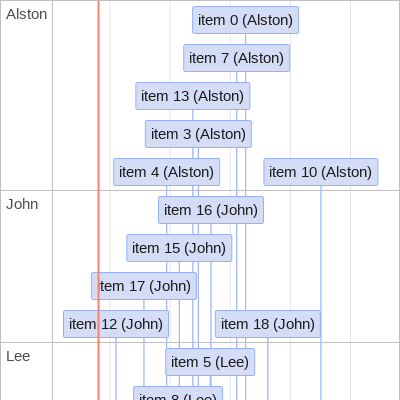 Alston
item 0 (Alston)
item 7 (Alston)
item 13 (Alston)
item 3 (Alston)
item 4 (Alston)
item 10 (Alston)
John
item 16 (John)
item 15 (John)
item 17 (John)
item 12 (John)
item 18 (John)
Lee
item 5 (Lee)
item 8 (Lee)